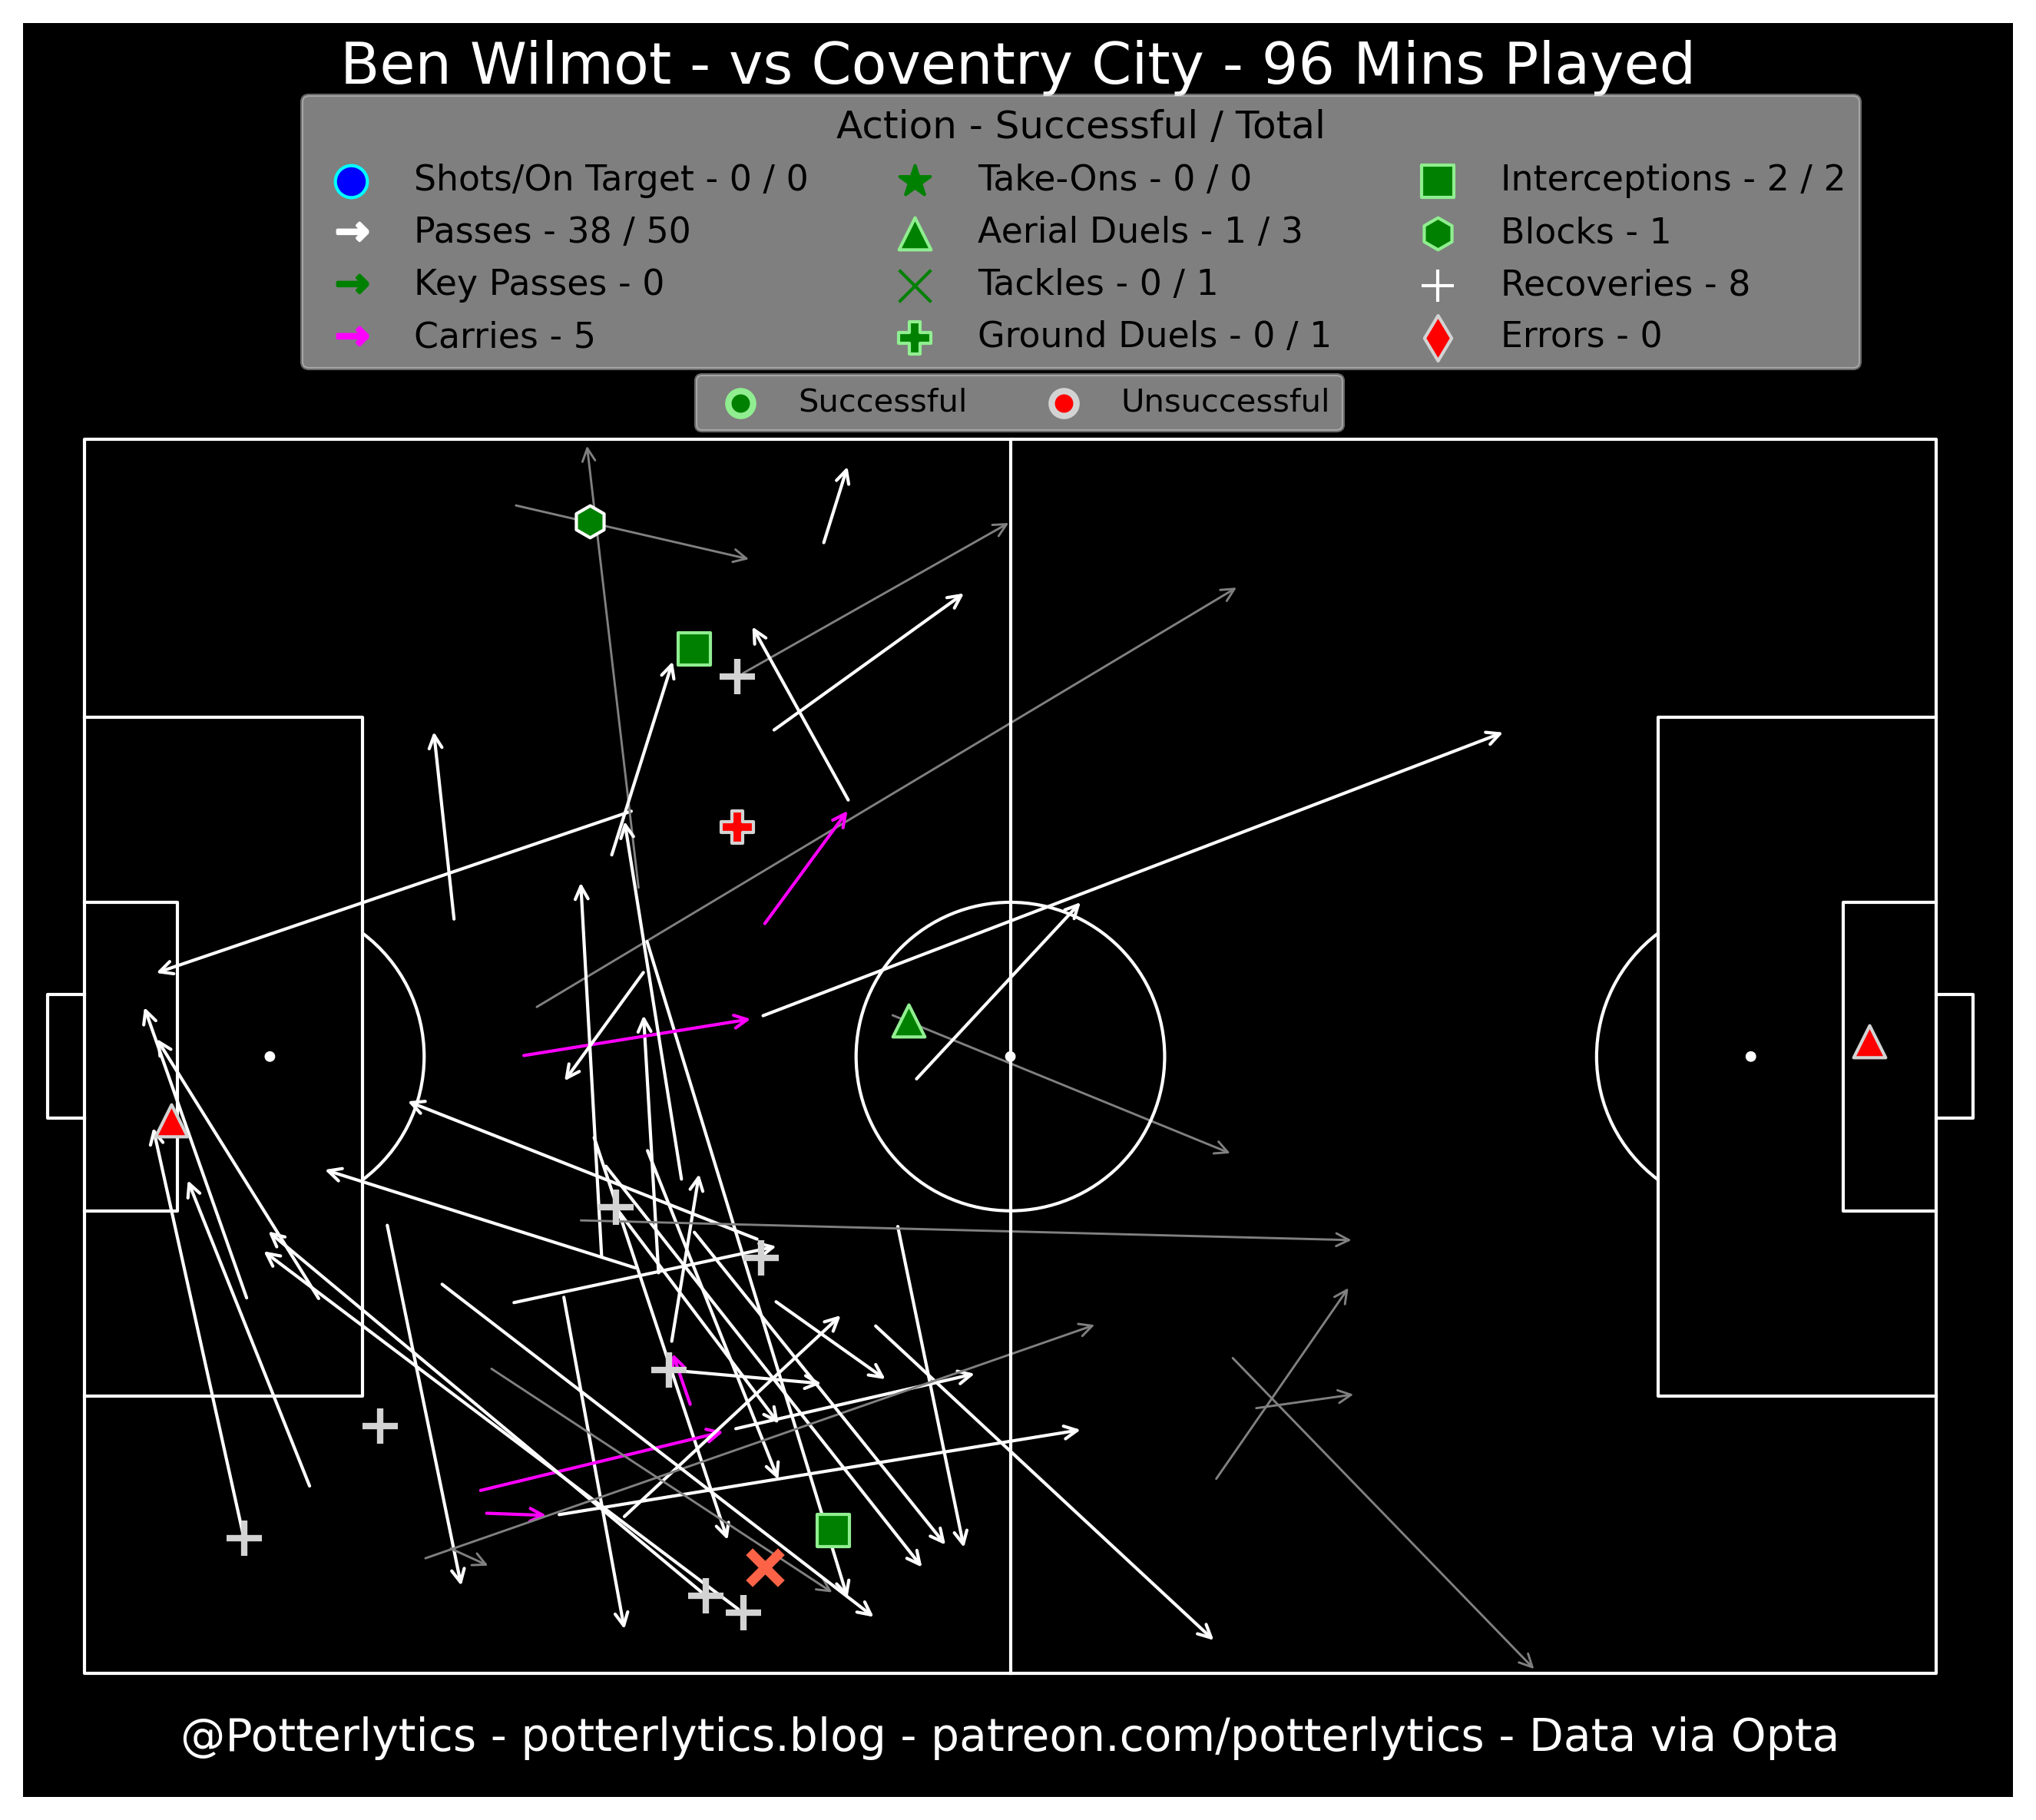 Ben Wilmot - vs Coventry City - 96 Mins Played
Action - Successful / Total
Shots/On Target - 0 / 0
Passes - 38 / 50
Key Passes - 0
Carries - 5
Take-Ons - 0 / 0
Aerial Duels - 1 / 3
Tackles - 0 / 1
Ground Duels - 0 / 1
Interceptions - 2 / 2
Blocks - 1
Recoveries - 8
Errors - 0
Successful
Unsuccessful
@Potterlytics - potterlytics.blog - patreon.com/potterlytics - Data via Opta